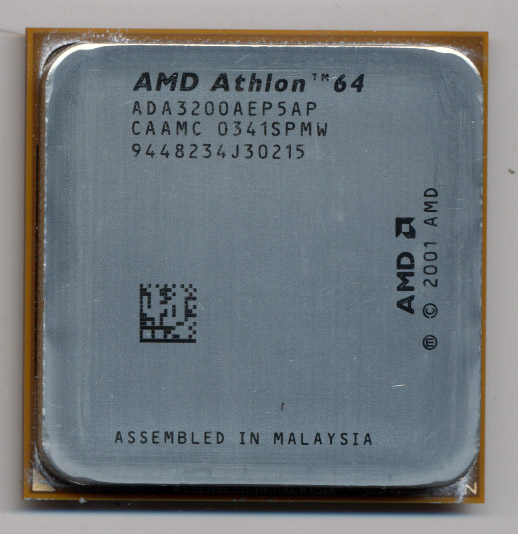 AMD Athlon™64
ADA3200AEP5AP
CAAMC 0341SPMW
9448234J30215
AMD
ⓜ © 2001 AMD
ASSEMBLED IN MALAYSIA